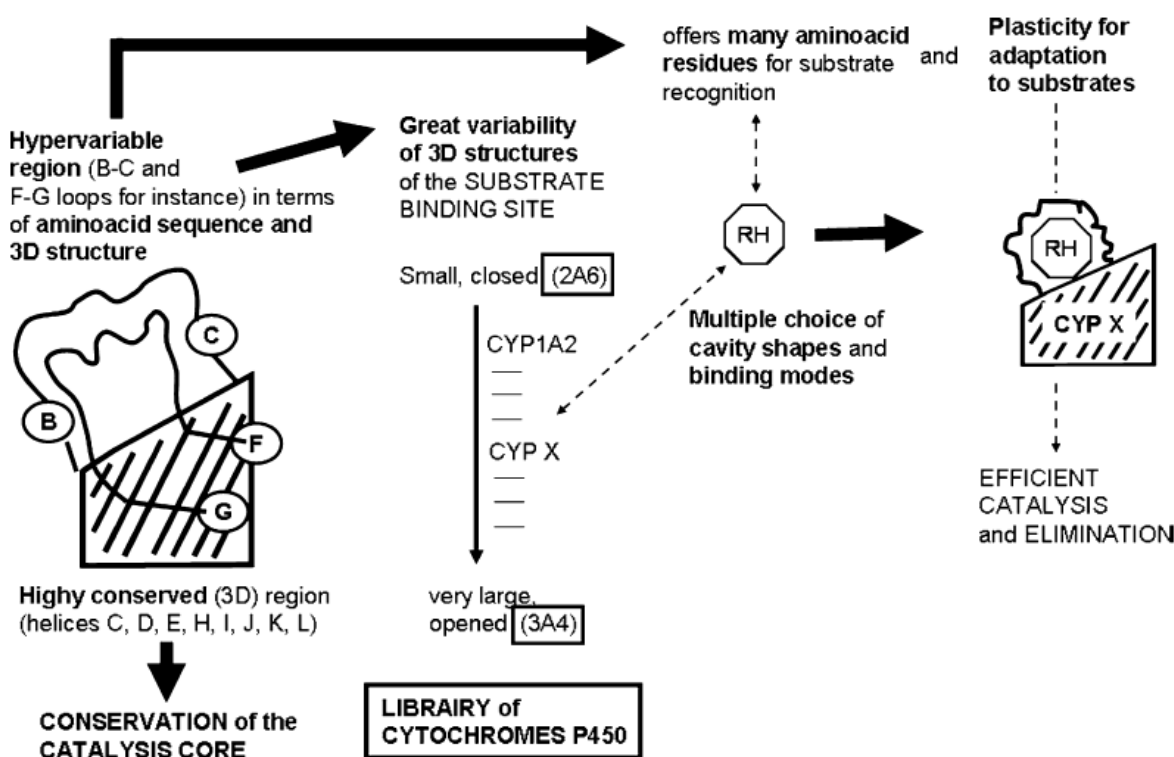 offers many aminoacid
residues for substrate
recognition
and
Plasticity for
adaptation
to substrates
Hypervariable
region (B-C and
F-G loops for instance) in terms
of aminoacid sequence and
3D structure
Great variability
of 3D structures
of the SUBSTRATE
BINDING SITE
RH
RH
CYP X
Small, closed (2A6)
CYP1A2
CYP X
very large,
opened (3A4)
Multiple choice of
cavity shapes and
binding modes
C
B
F
G
EFFICIENT
CATALYSIS
and ELIMINATION
Highy conserved (3D) region
(helices C, D, E, H, I, J, K, L)
CONSERVATION of the
CATALYSIS CORE
LIBRAIRY of
CYTOCHROMES P450